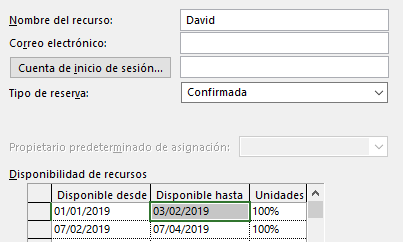 Nombre del recurso: David
Correo electrónico:
Cuenta de inicio de sesión...
Tipo de reserva: Confirmada
Propietario predeterminado de asignación:
Disponibilidad de recursos
Disponible desde Disponible hasta Unidades
01/01/2019 03/02/2019 100%
07/02/2019 07/04/2019 100%